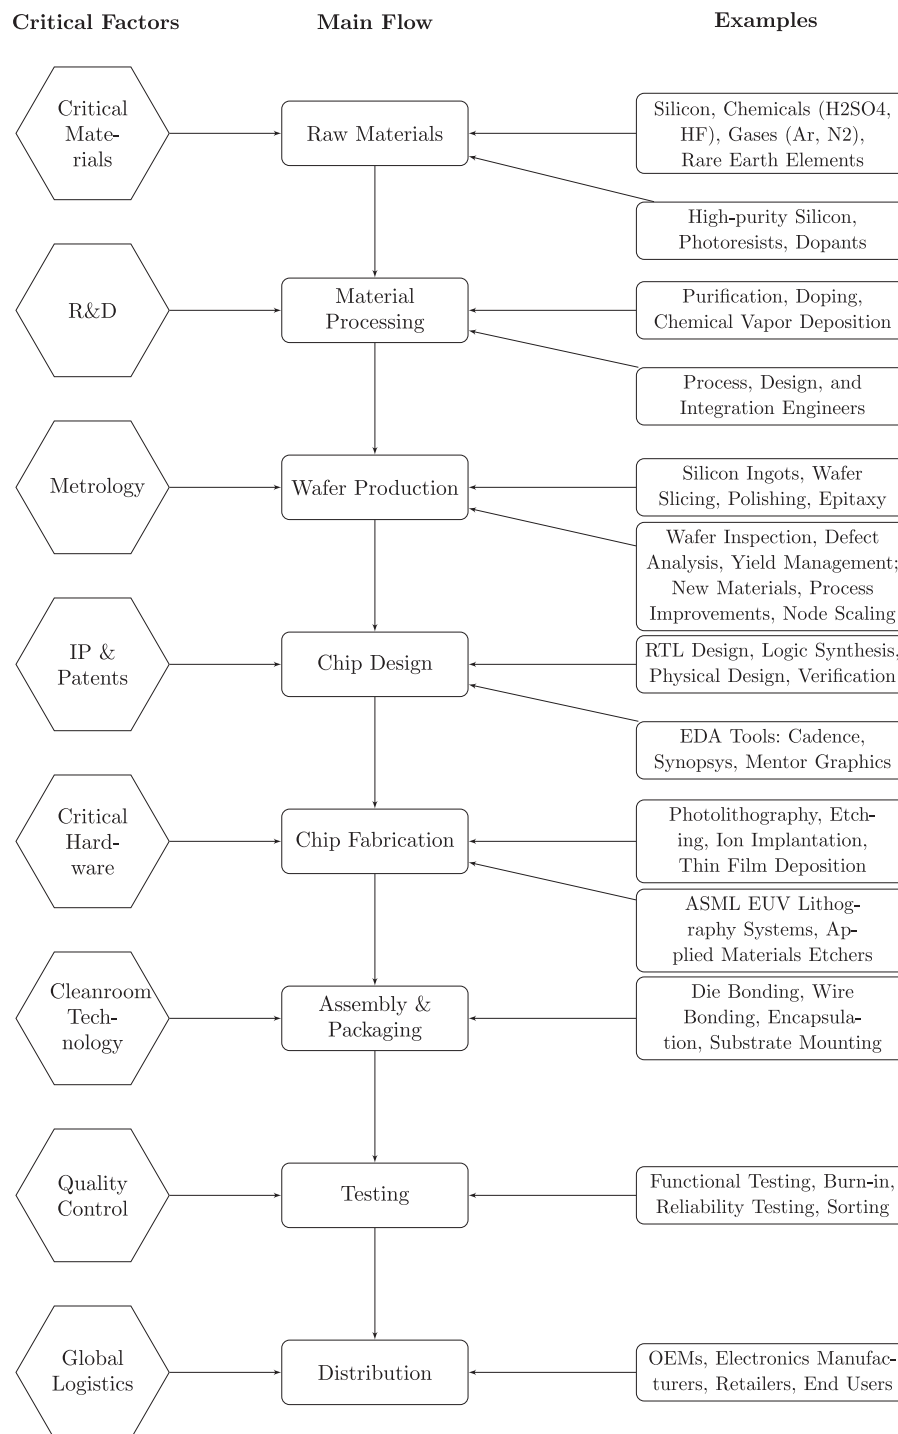 Critical Factors
Main Flow
Examples
Critical
Mate-
rials
Raw Materials
Silicon, Chemicals (H2SO4,
HF), Gases (Ar, N2),
Rare Earth Elements
High-purity Silicon,
Photoresists, Dopants
R&D
Material
Processing
Purification, Doping,
Chemical Vapor Deposition
Process, Design, and
Integration Engineers
Metrology
Wafer Production
Silicon Ingots, Wafer
Slicing, Polishing, Epitaxy
Wafer Inspection, Defect
Analysis, Yield Management;
New Materials, Process
Improvements, Node Scaling
IP &
Patents
Chip Design
RTL Design, Logic Synthesis,
Physical Design, Verification
EDA Tools: Cadence,
Synopsys, Mentor Graphics
Critical
Hard-
ware
Chip Fabrication
Photolithography, Etch-
ing, Ion Implantation,
Thin Film Deposition
ASML EUV Lithog-
raphy Systems, Ap-
plied Materials Etchers
Cleanroom
Tech-
nology
Assembly &
Packaging
Die Bonding, Wire
Bonding, Encapsula-
tion, Substrate Mounting
Quality
Control
Testing
Functional Testing, Burn-in,
Reliability Testing, Sorting
Global
Logistics
Distribution
OEMs, Electronics Manufac-
turers, Retailers, End Users